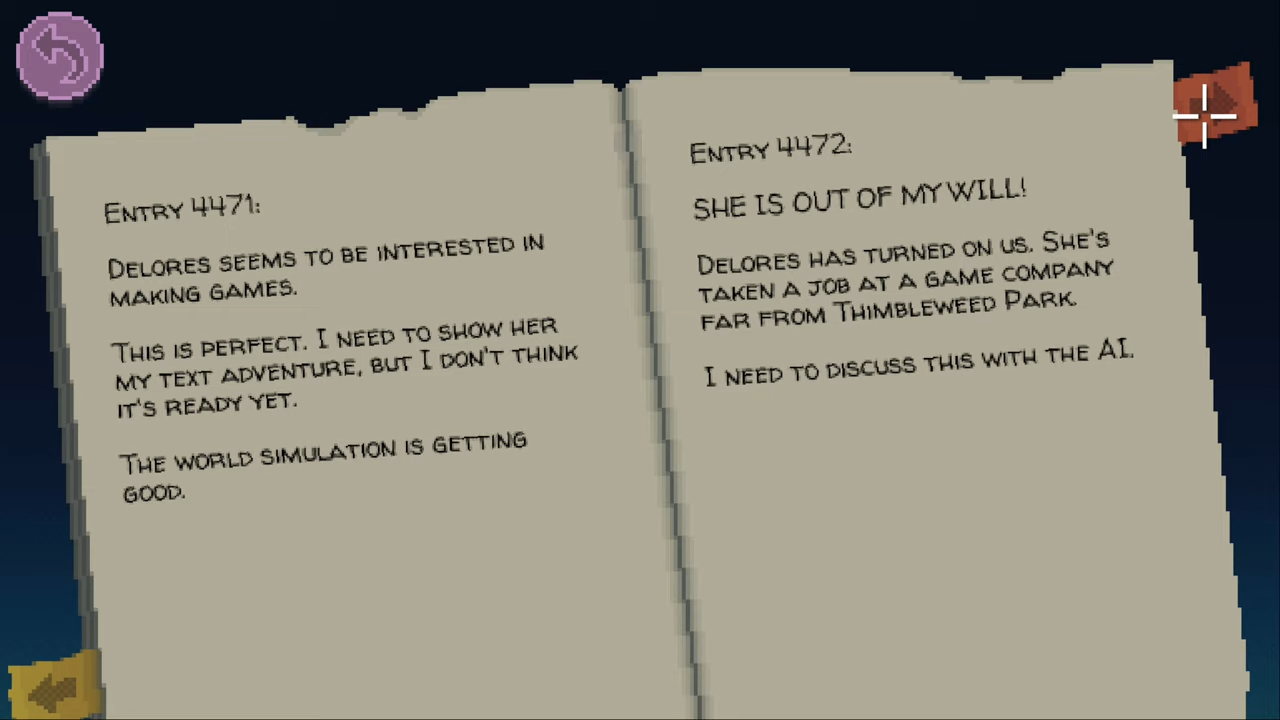 Entry 4471:
Delores seems to be interested in
making games.
This is perfect. I need to show her
my text adventure, but I don't think
it's ready yet.
The world simulation is getting
good.
Entry 4472:
SHE IS OUT OF MY WILL!
Delores has turned on us. She's
taken a job at a game company
far from Thimbleweed Park.
I need to discuss this with the AI.